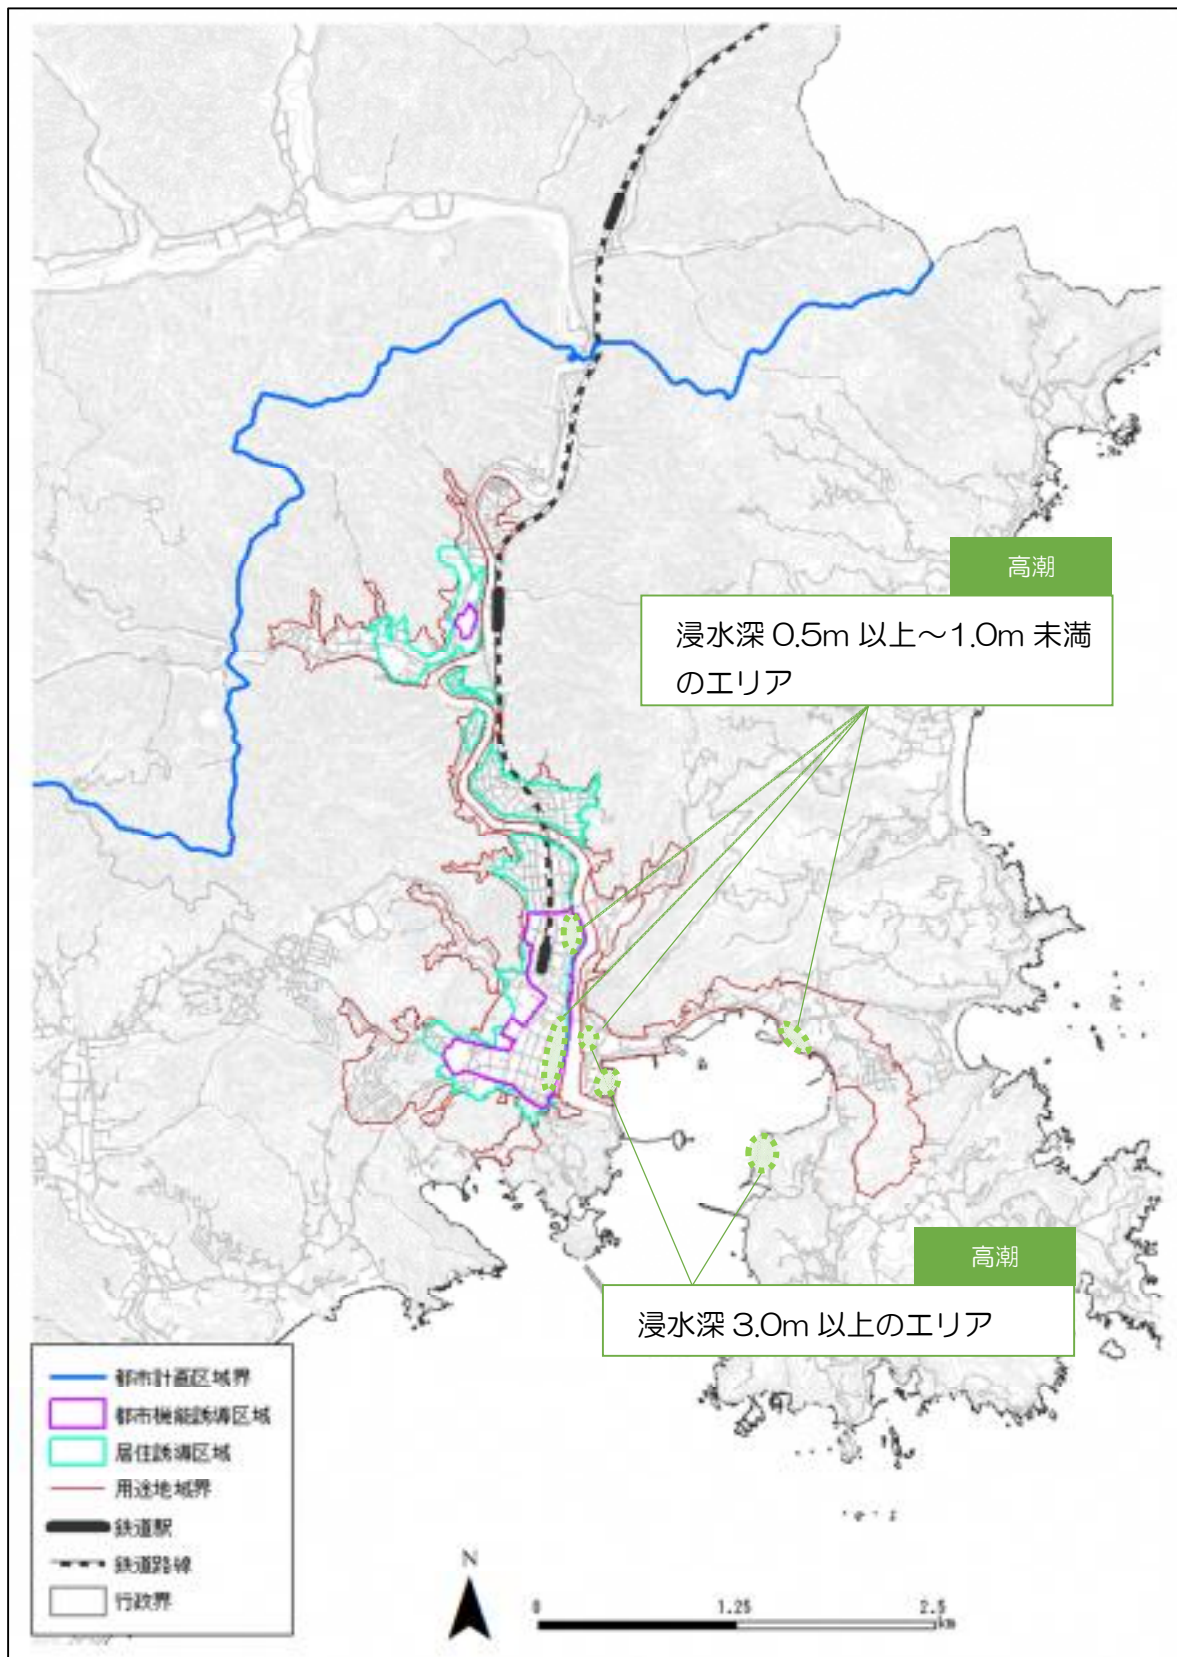 高潮
浸水深 0.5m 以上～1.0m 未満
のエリア
高潮
浸水深 3.0m 以上のエリア
都市計画区域界
都市機能誘導区域
居住誘導区域
用途地域界
鉄道駅
鉄道路線
行政界
N
0 1.25 2.5
km